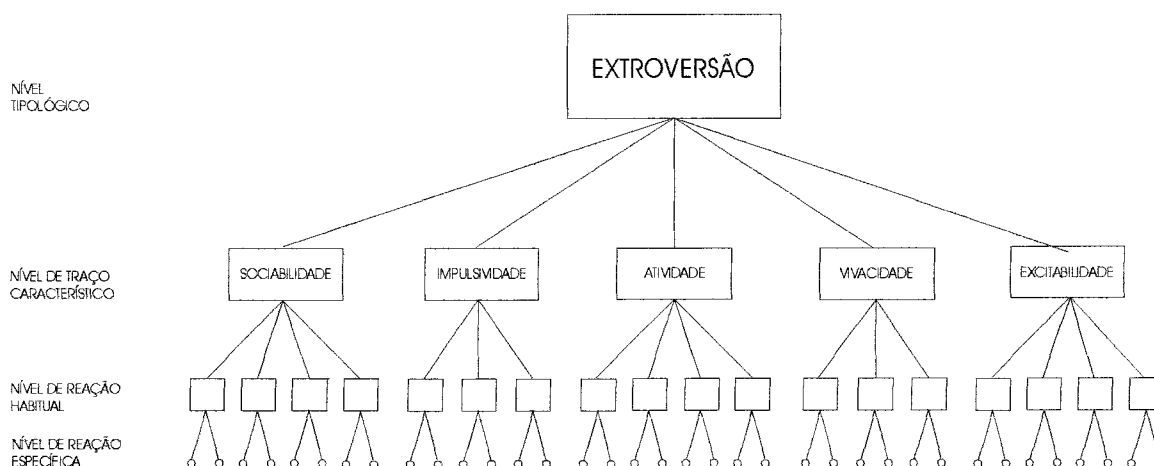 EXTROVERSÃO
NÍVEL
TIPOLÓGICO
NÍVEL DE TRAÇO
CARACTERÍSTICO
SOCIABILIDADE
IMPULSIVIDADE
ATIVIDADE
VIVACIDADE
EXCITABILIDADE
NÍVEL DE REAÇÃO
HABITUAL
NÍVEL DE REAÇÃO
ESPECÍFICA